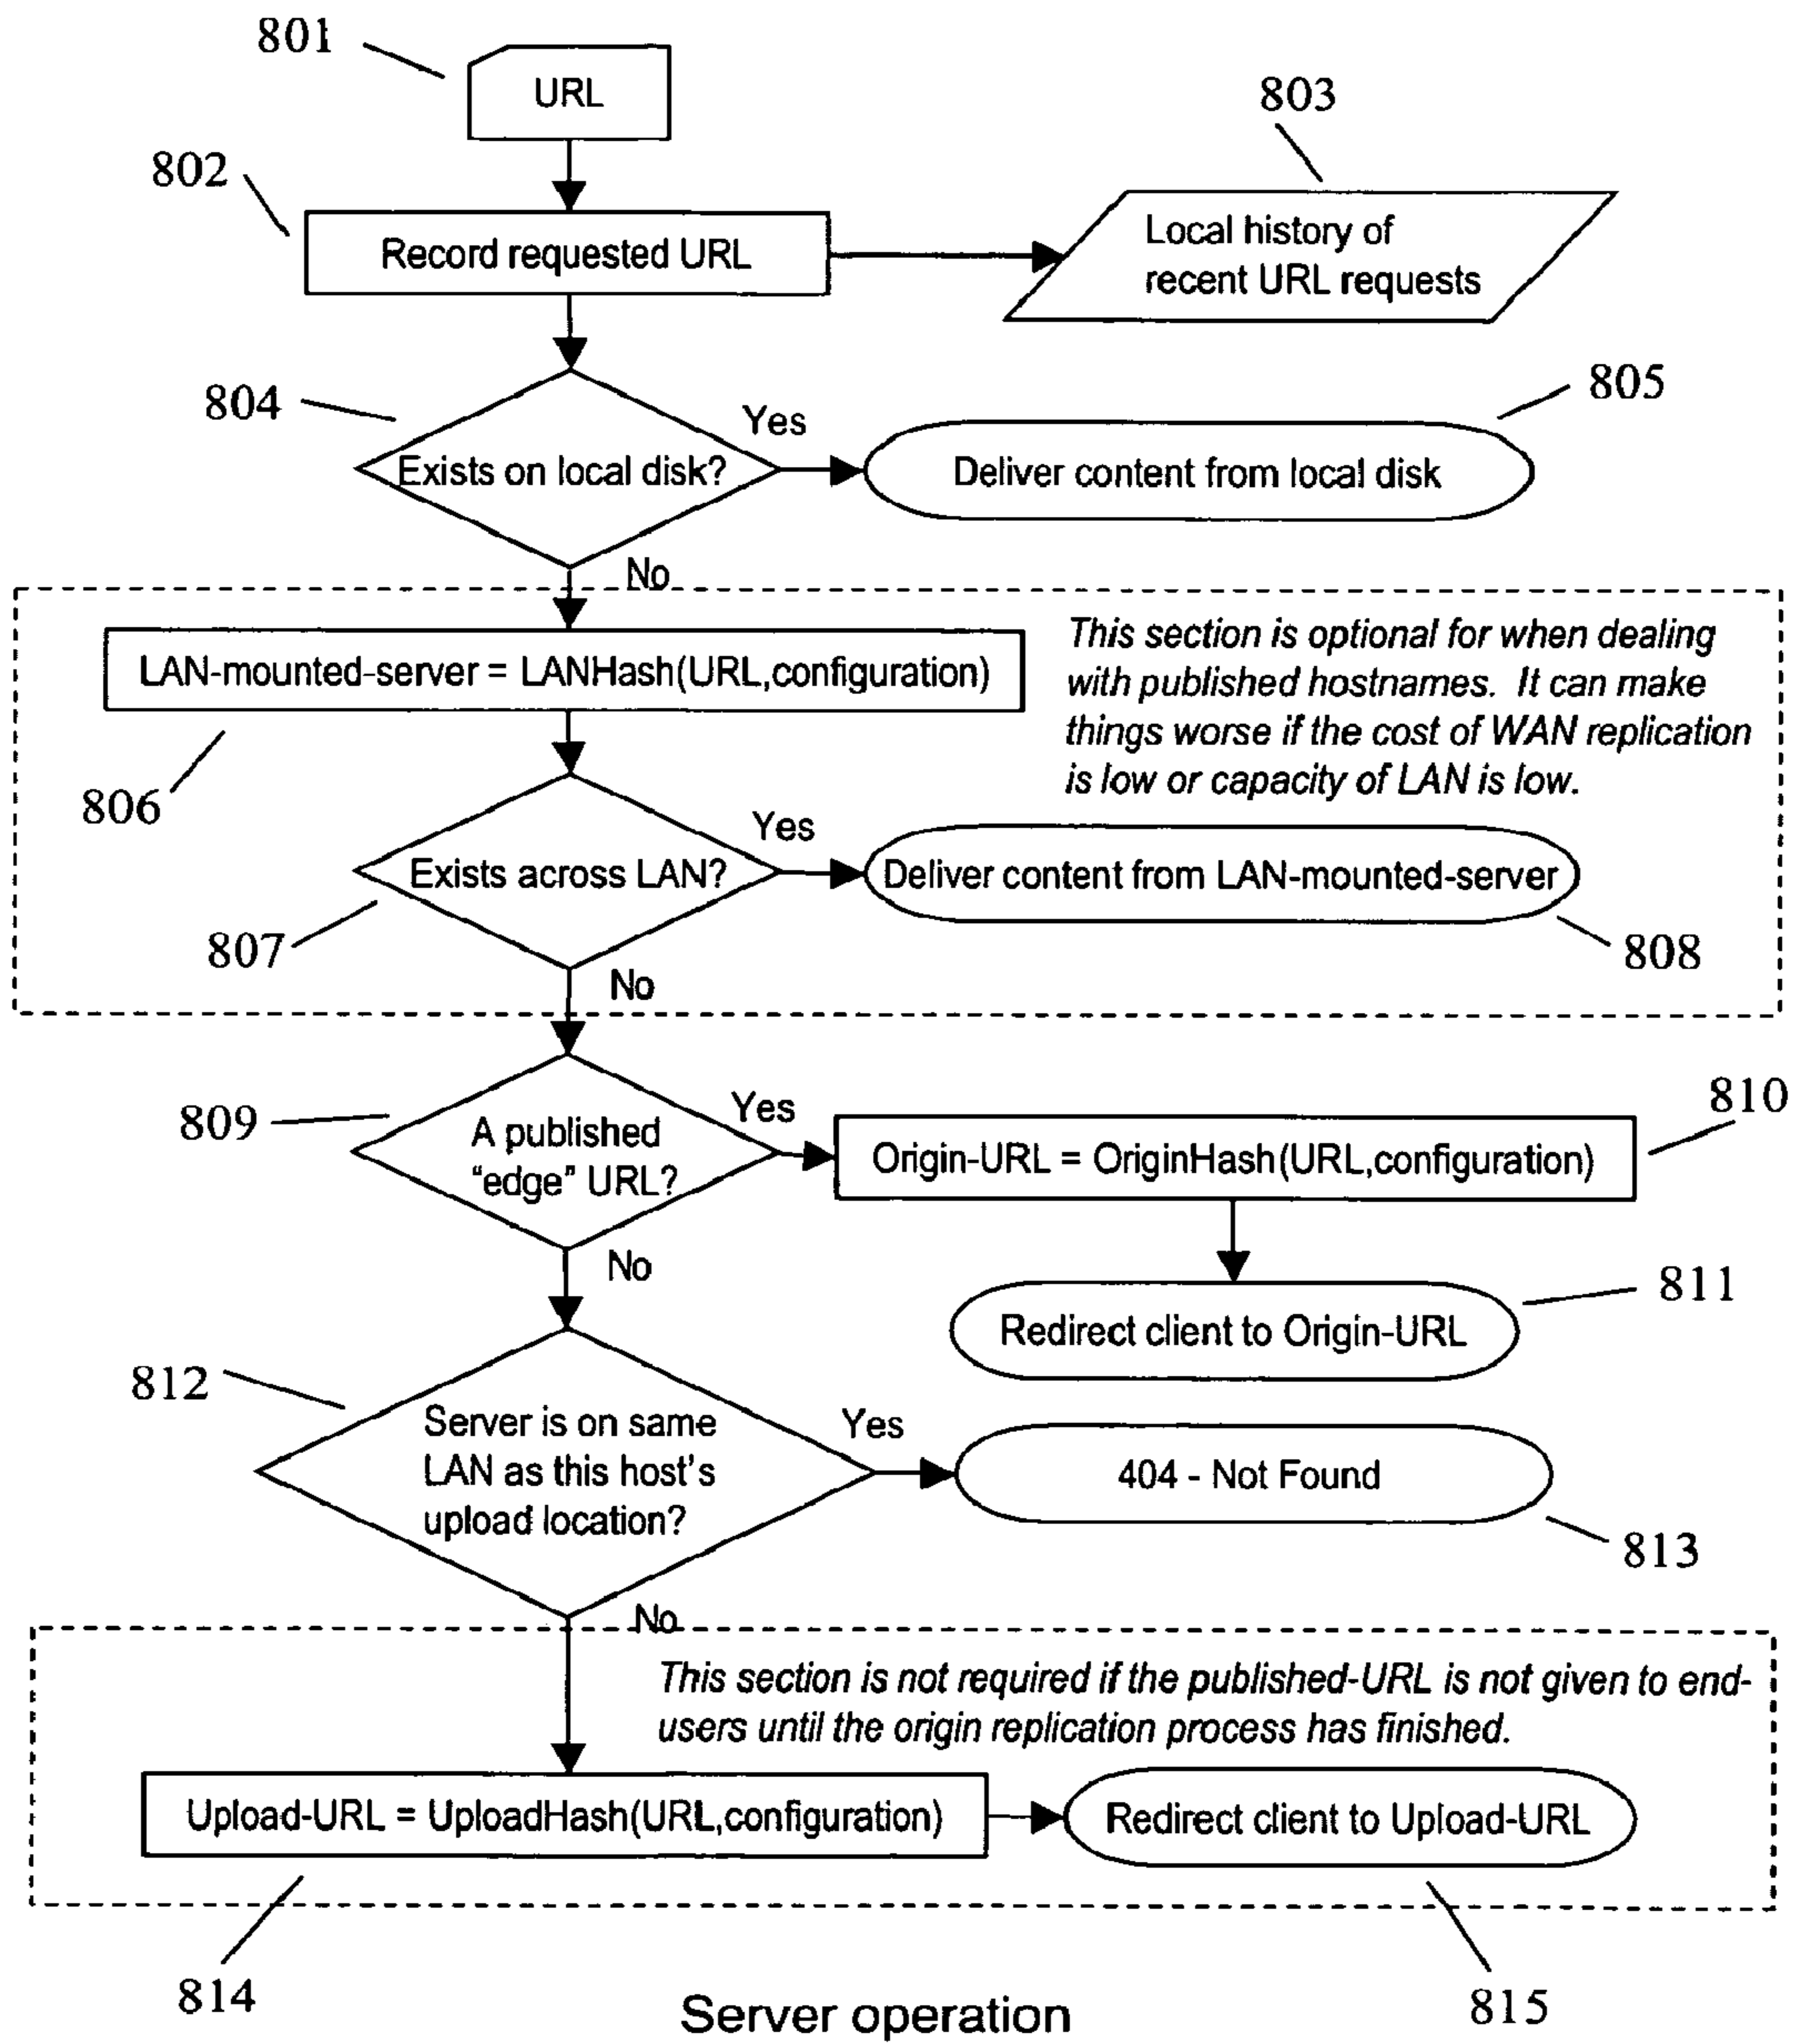 801
URL
803
802
Record requested URL
Local history of
recent URL requests
804
Yes
805
Exists on local disk?
Deliver content from local disk
No
LAN-mounted-server = LANHash(URL,configuration)
This section is optional for when dealing
with published hostnames. It can make
things worse if the cost of WAN replication
is low or capacity of LAN is low.
806
Yes
Exists across LAN?
Deliver content from LAN-mounted-server
807
808
No
809
Yes
810
A published
“edge” URL?
Origin-URL = OriginHash(URL,configuration)
No
811
Redirect client to Origin-URL
812
Yes
Server is on same
LAN as this host's
upload location?
404 - Not Found
813
No
This section is not required if the published-URL is not given to end-
users until the origin replication process has finished.
Upload-URL = UploadHash(URL,configuration)
Redirect client to Upload-URL
814
815
Server operation